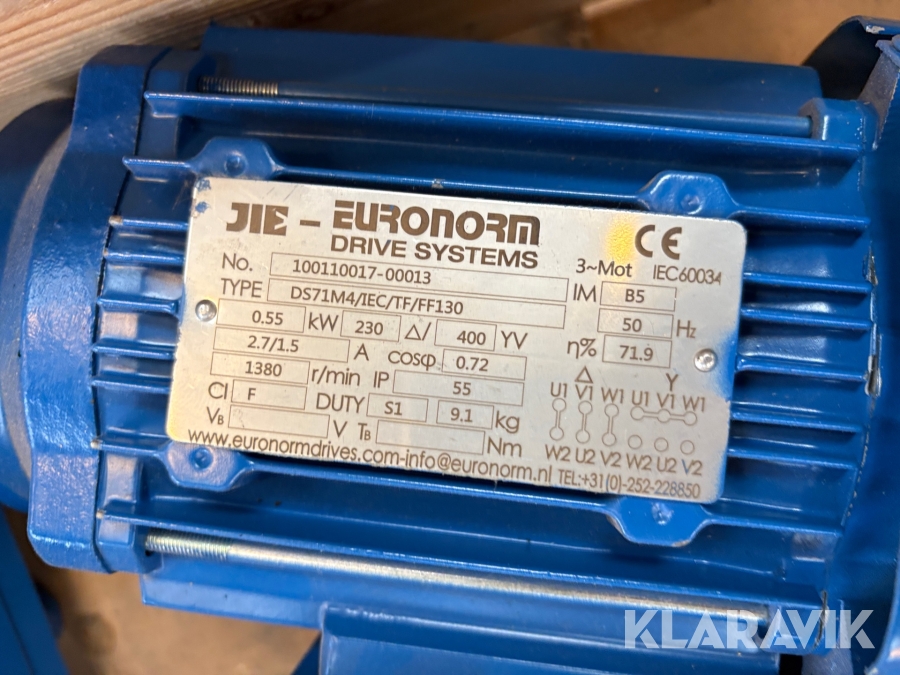 JIE - EURONORM
DRIVE SYSTEMS
CE
No. 100110017-00013 3~Mot IEC60034
TYPE DS71M4/IEC/TF/FF130 IM B5
0.55 kW 230 Δ/ 400 YV 50 Hz
2.7/1.5 A cosφ 0.72 η% 71.9
1380 r/min IP 55 Δ Y
Cl F DUTY S1 9.1 kg U1 V1 W1 U1 V1 W1
VB V TB Nm W2 U2 V2 W2 U2 V2
www.euronormdrives.com-info@euronorm.nl TEL:+31(0)-252-228850
KLARAVIK